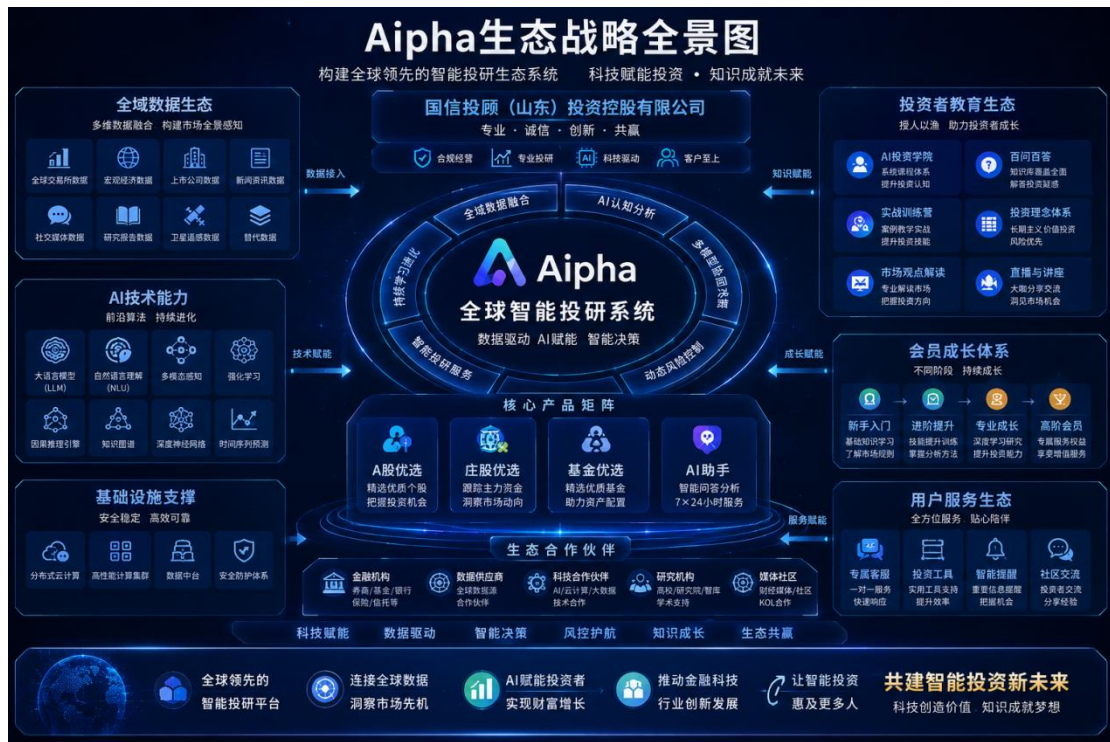 Aipha生态战略全景图
构建全球领先的智能投研生态系统 科技赋能投资 • 知识成就未来
全域数据生态
多维数据融合 构建市场全景感知
全球交易所数据 宏观经济数据 上市公司数据 新闻资讯数据
社交媒体数据 研究报告数据 卫星遥感数据 替代数据
AI技术能力
前沿算法 持续进化
大语言模型 自然语言理解 多模态感知 强化学习
(LLM) (NLU)
因果推理引擎 知识图谱 深度神经网络 时间序列预测
基础设施支撑
安全稳定 高效可靠
分布式云计算 高性能计算集群 数据中台 安全防护体系
数据接入
技术赋能
国信投顾（山东）投资控股有限公司
专业 · 诚信 · 创新 · 共赢
合规经营 专业投研 AI 科技驱动 客户至上
全域数据融合
AI认知分析
多模型协同决策
动态风险控制
智能投研服务
持续学习进化
Aipha
全球智能投研系统
数据驱动 AI赋能 智能决策
核心产品矩阵
A股优选 庄股优选 基金优选 AI助手
精选优质个股 跟踪主力资金 精选优质基金 智能问答分析
把握投资机会 洞察市场动向 助力资产配置 7×24小时服务
生态合作伙伴
金融机构 数据供应商 科技合作伙伴 研究机构 媒体社区
券商/基金/银行 全球数据源 AI/云计算/大数据 高校/研究院/智库 财经媒体/社区
保险/信托等 合作伙伴 技术合作 学术支持 KOL合作
科技赋能 数据驱动 智能决策 风控护航 知识成长 生态共赢
知识赋能
成长赋能
服务赋能
投资者教育生态
授人以渔 助力投资者成长
AI投资学院 百问百答
系统课程体系 知识库覆盖全面
提升投资认知 解答投资疑惑
实战训练营 投资理念体系
案例教学实战 长期主义价值投资
提升投资技能 风险优先
市场观点解读 直播与讲座
专业解读市场 大咖分享交流
把握投资方向 洞见市场机会
会员成长体系
不同阶段 持续成长
新手入门 进阶提升 专业成长 高阶会员
基础知识学习 技能提升训练 深度学习研究 专属服务权益
了解市场规则 掌握分析方法 提升投资能力 享受增值服务
用户服务生态
全方位服务 贴心陪伴
专属客服 投资工具 智能提醒 社区交流
一对一服务 实用工具支持 重要信息提醒 投资者交流
快速响应 提升效率 把握机会 分享经验
全球领先的 连接全球数据 AI赋能投资者 推动金融科技 让智能投资
智能投研平台 洞察市场先机 实现财富增长 行业创新发展 惠及更多人
共建智能投资新未来
科技创造价值 知识成就梦想